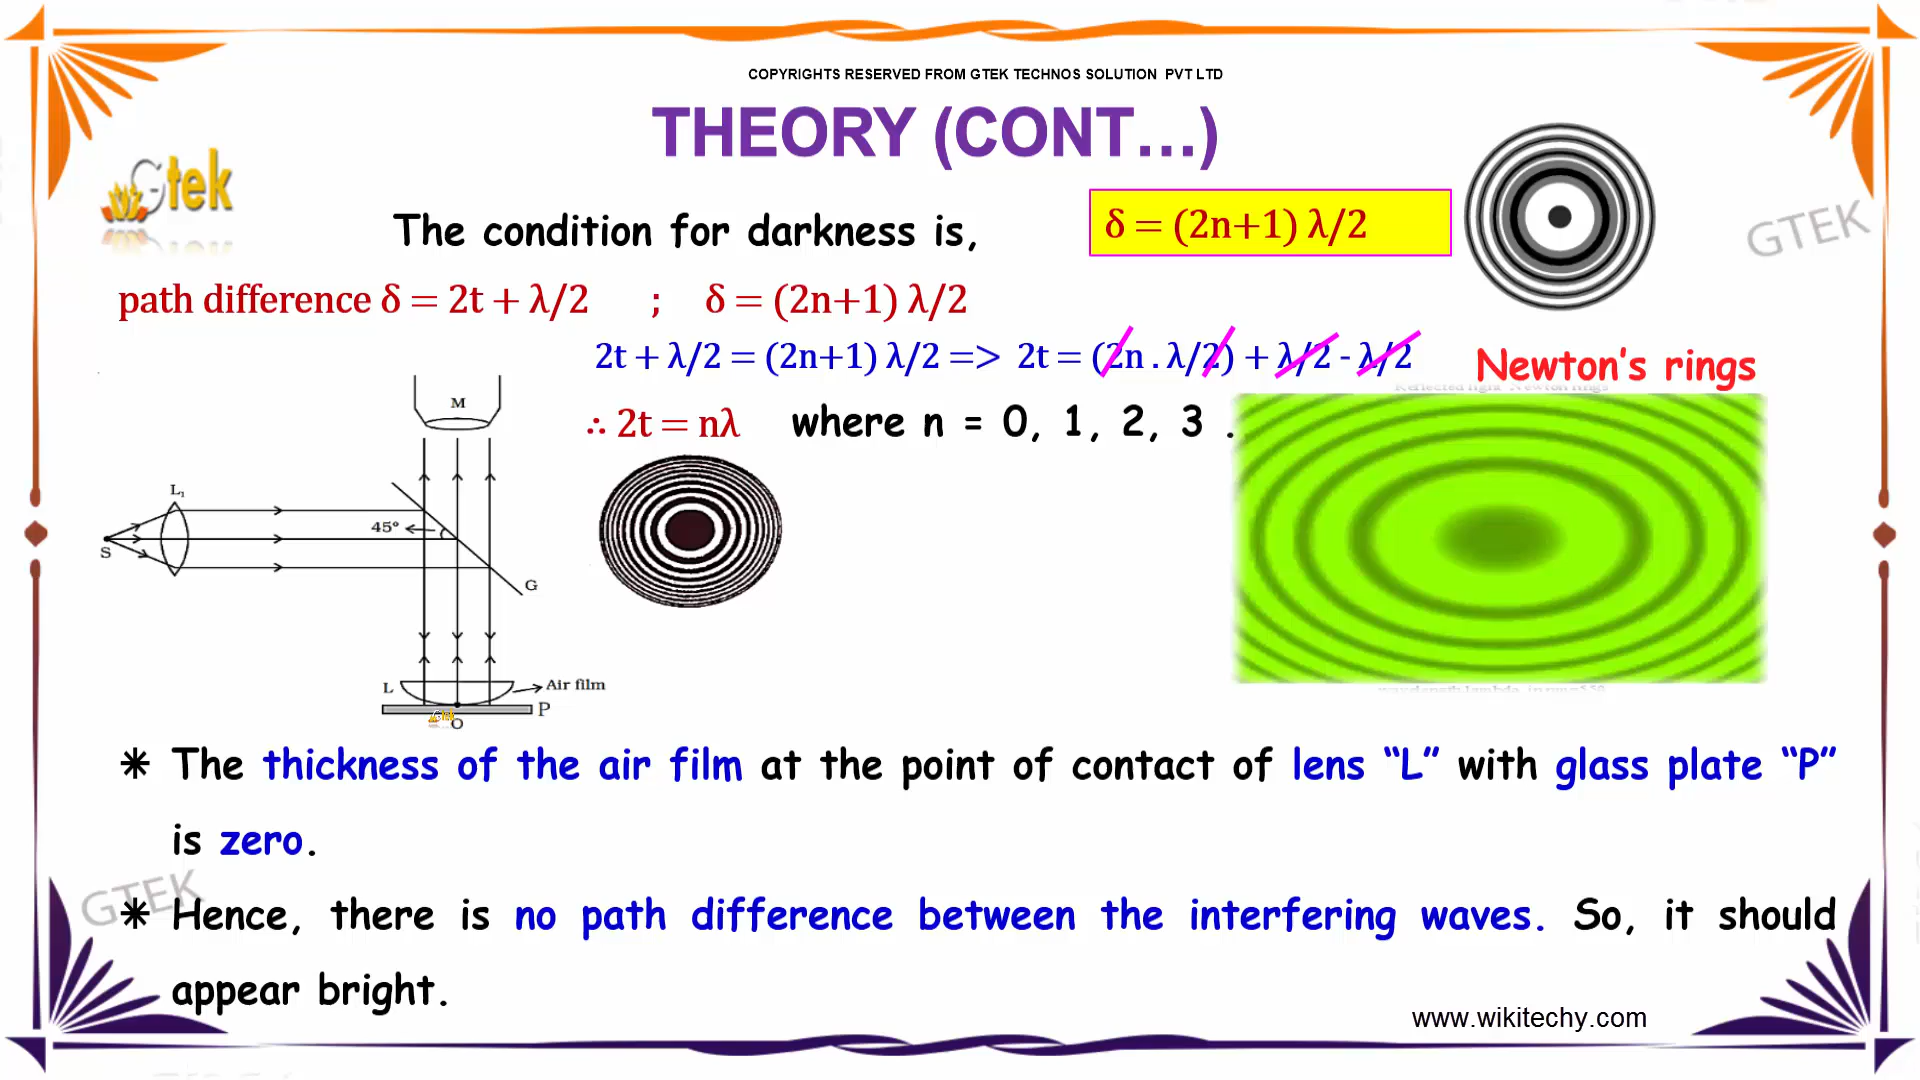 COPYRIGHTS RESERVED FROM GTEK TECHNOS SOLUTION PVT LTD
THEORY (CONT...)
Gtek
GTEK
The condition for darkness is,
δ = (2n+1) λ/2
path difference δ = 2t + λ/2 ; δ = (2n+1) λ/2
2t + λ/2 = (2n+1) λ/2 => 2t = (2n . λ/2) + λ/2 - λ/2
Newton's rings
∴ 2t = nλ where n = 0, 1, 2, 3 .
M
L₁
45°
S
G
L
Air film
P
Gtek
O
✳ The thickness of the air film at the point of contact of lens “L” with glass plate “P”
is zero.
GTEK
✳ Hence, there is no path difference between the interfering waves. So, it should
appear bright.
www.wikitechy.com